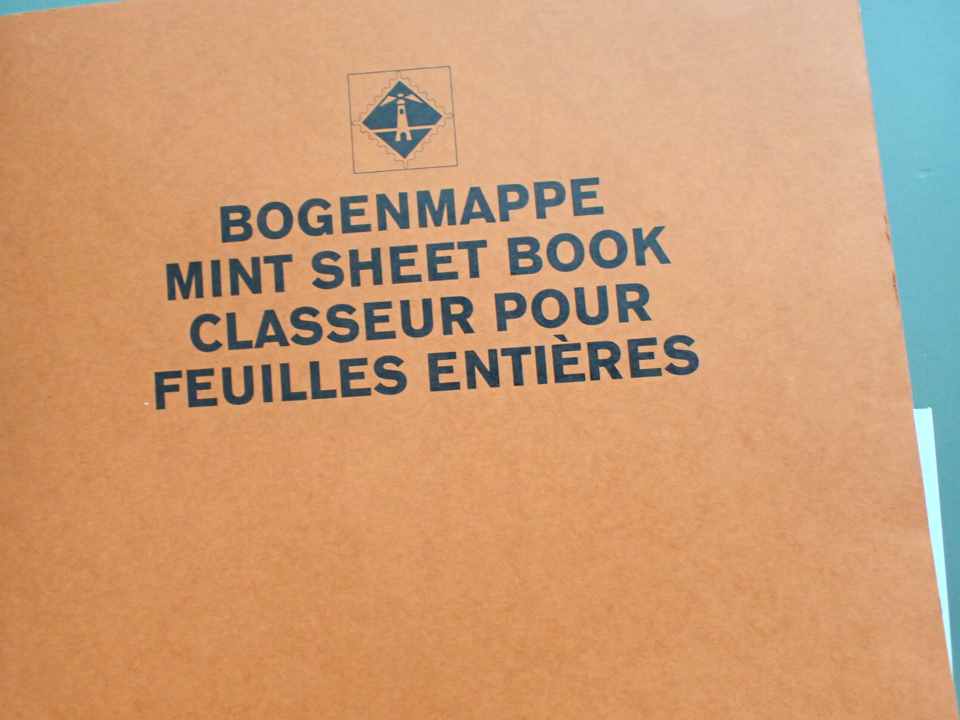 BOGENMAPPE
MINT SHEET BOOK
CLASSEUR POUR
FEUILLES ENTIÈRES